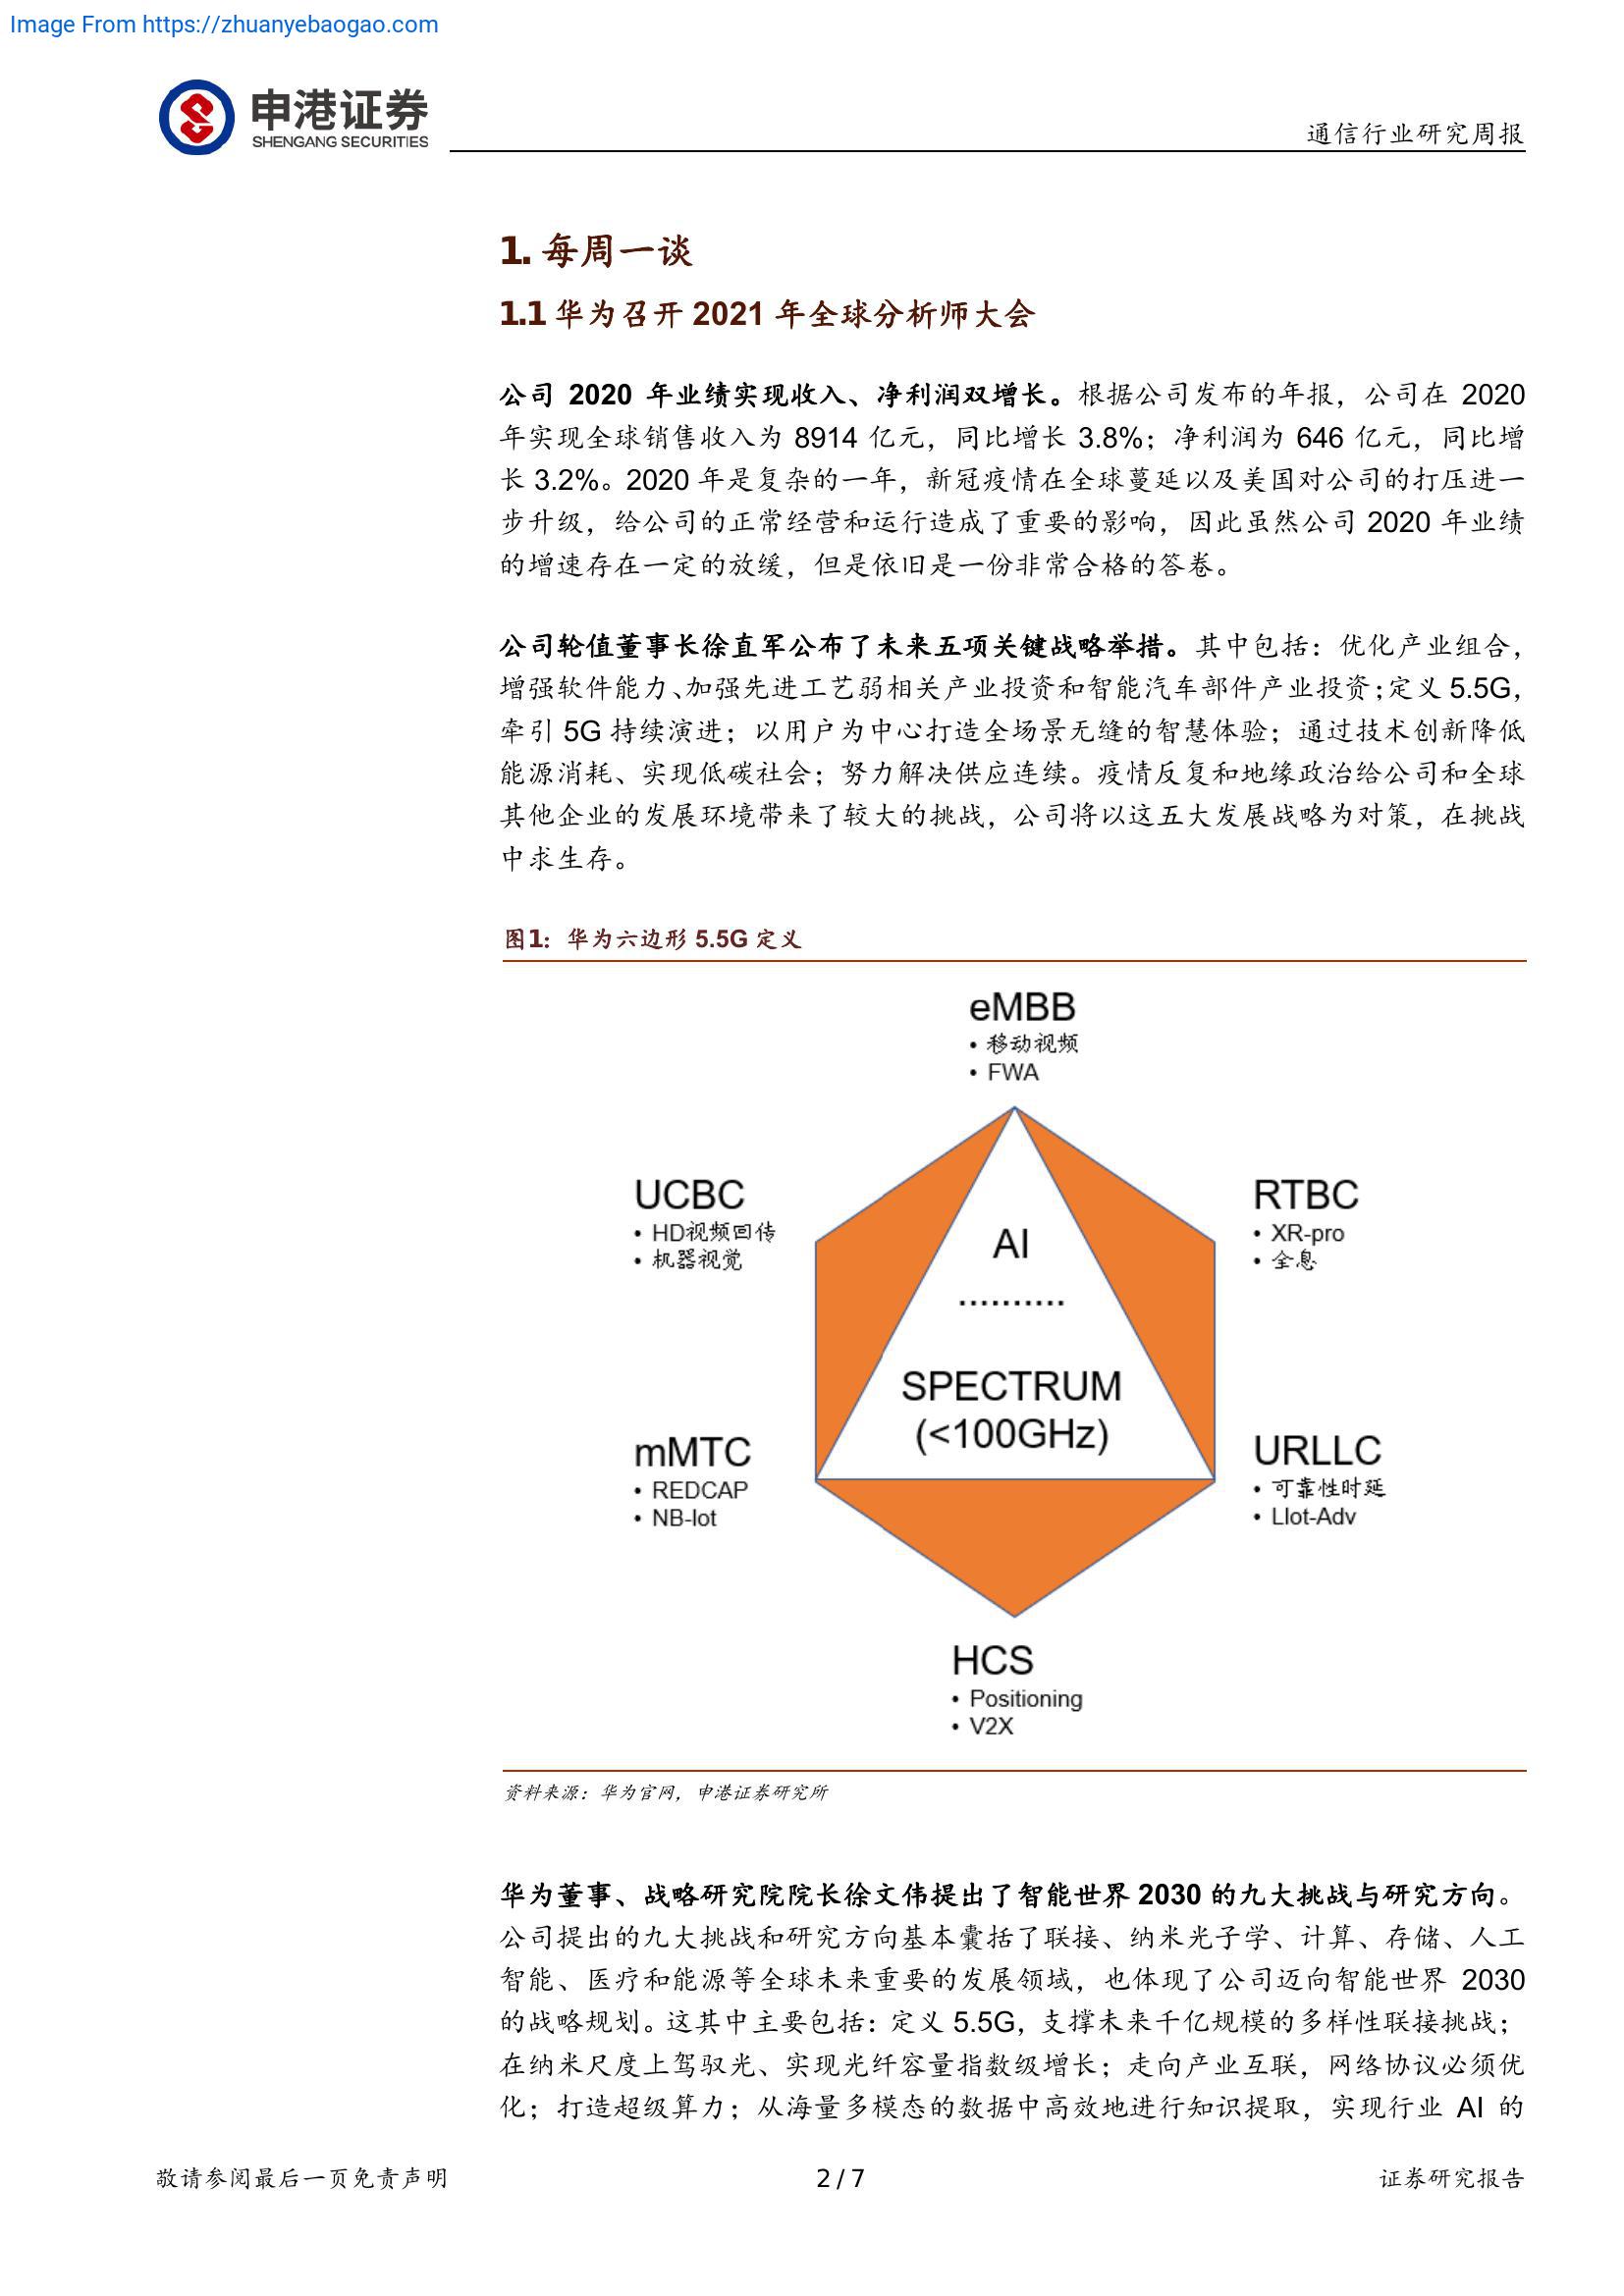 Image From https://zhuanyebaogao.com
申港证券
SHENGANG SECURITIES
通信行业研究周报
1. 每周一谈
1.1 华为召开 2021 年全球分析师大会
公司 2020 年业绩实现收入、净利润双增长。根据公司发布的年报，公司在 2020
年实现全球销售收入为 8914 亿元，同比增长 3.8%；净利润为 646 亿元，同比增
长 3.2%。2020 年是复杂的一年，新冠疫情在全球蔓延以及美国对公司的打压进一
步升级，给公司的正常经营和运行造成了重要的影响，因此虽然公司 2020 年业绩
的增速存在一定的放缓，但是依旧是一份非常合格的答卷。
公司轮值董事长徐直军公布了未来五项关键战略举措。其中包括：优化产业组合，
增强软件能力、加强先进工艺弱相关产业投资和智能汽车部件产业投资；定义 5.5G，
牵引 5G 持续演进；以用户为中心打造全场景无缝的智慧体验；通过技术创新降低
能源消耗、实现低碳社会；努力解决供应连续。疫情反复和地缘政治给公司和全球
其他企业的发展环境带来了较大的挑战，公司将以这五大发展战略为对策，在挑战
中求生存。
图1：华为六边形 5.5G 定义
eMBB
• 移动视频
• FWA
UCBC
• HD视频回传
• 机器视觉
RTBC
• XR-pro
• 全息
AI
..........
SPECTRUM
(<100GHz)
mMTC
• REDCAP
• NB-Iot
URLLC
• 可靠性时延
• LIot-Adv
HCS
• Positioning
• V2X
资料来源：华为官网，申港证券研究所
华为董事、战略研究院院长徐文伟提出了智能世界 2030 的九大挑战与研究方向。
公司提出的九大挑战和研究方向基本囊括了联接、纳米光子学、计算、存储、人工
智能、医疗和能源等全球未来重要的发展领域，也体现了公司迈向智能世界 2030
的战略规划。这其中主要包括：定义 5.5G，支撑未来千亿规模的多样性联接挑战；
在纳米尺度上驾驭光、实现光纤容量指数级增长；走向产业互联，网络协议必须优
化；打造超级算力；从海量多模态的数据中高效地进行知识提取，实现行业 AI 的
敬请参阅最后一页免责声明
2 / 7
证券研究报告